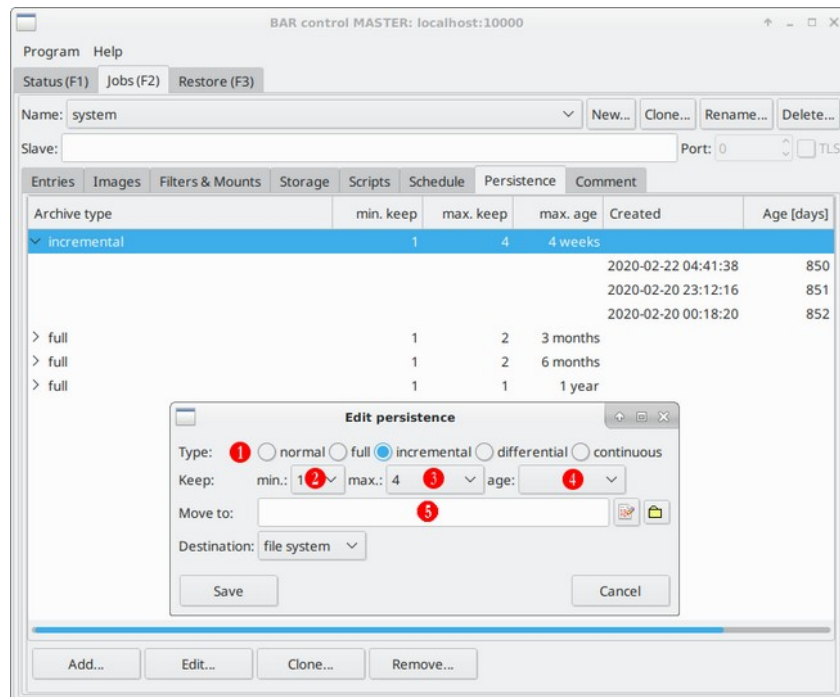 BAR control MASTER: localhost:10000
Program Help
Status (F1) Jobs (F2) Restore (F3)
Name: system New... Clone... Rename... Delete...
Slave: Port: 0 TLS
Entries Images Filters & Mounts Storage Scripts Schedule Persistence Comment
Archive type min. keep max. keep max. age Created Age [days]
incremental 1 4 4 weeks
2020-02-22 04:41:38 850
2020-02-20 23:12:16 851
2020-02-20 00:18:20 852
full 1 2 3 months
full 1 2 6 months
full 1 1 1 year
Edit persistence
Type: 1 normal full incremental differential continuous
Keep: min.: 1 2 max.: 4 3 age: 4
Move to: 5
Destination: file system
Save Cancel
Add... Edit... Clone... Remove...